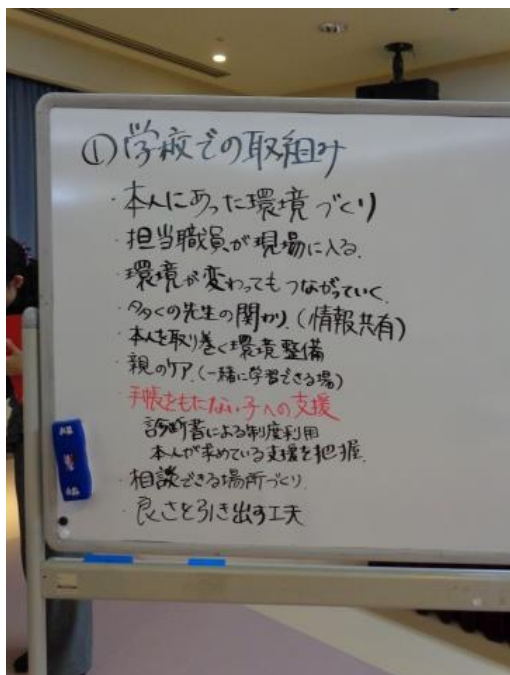 ①学校での取組み
・本人にあった環境づくり
・担当職員が現場に入る.
・環境が変わってもつながっていく.
・多くの先生の関わり.(情報共有)
・本人を取り巻く環境整備
・親のケア.(一緒に学習できる場)
手帳をもたない子への支援
診断書による制度利用
本人が求めている支援を把握.
・相談できる場所づくり.
・良さを引き出す工夫